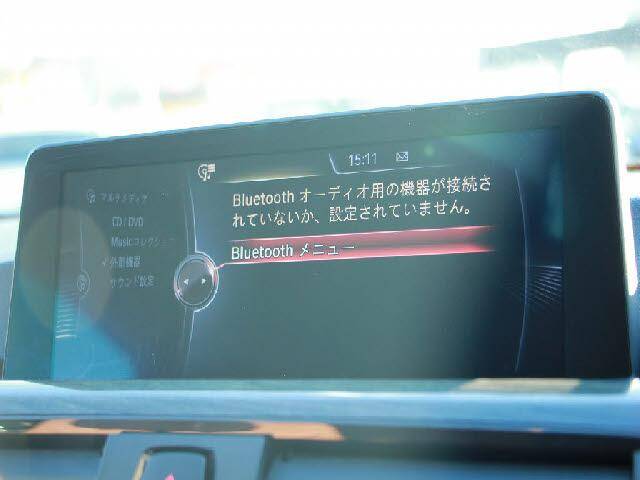 15:11
マルチメディア
CD / DVD
Musicコレクション
外部機器
サウンド設定
Bluetooth オーディオ用の機器が接続さ
れていないか、設定されていません。
Bluetooth メニュー